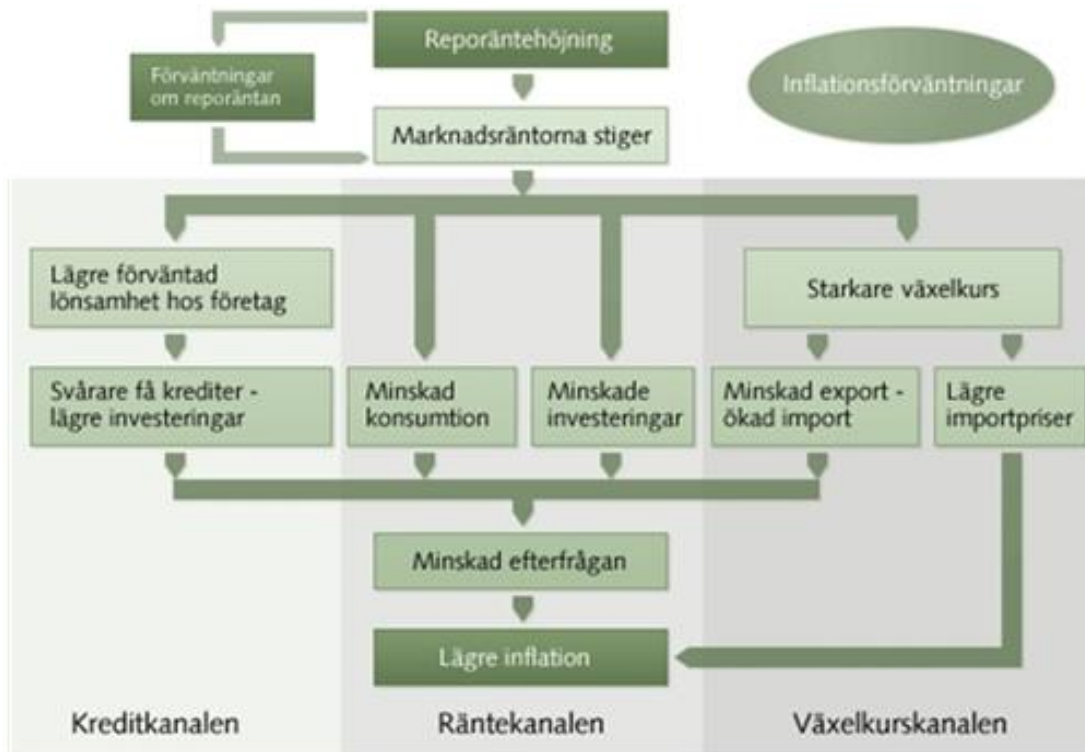 Reporäntehöjning
Förväntningar
om reporäntan
Inflationsförväntningar
Marknadsräntorna stiger
Lägre förväntad
lönsamhet hos företag
Starkare växelkurs
Svårare få krediter -
lägre investeringar
Minskad
konsumtion
Minskade
investeringar
Minskad export -
ökad import
Lägre
importpriser
Minskad efterfrågan
Lägre inflation
Kreditkanalen
Räntekanalen
Växelkurskanalen